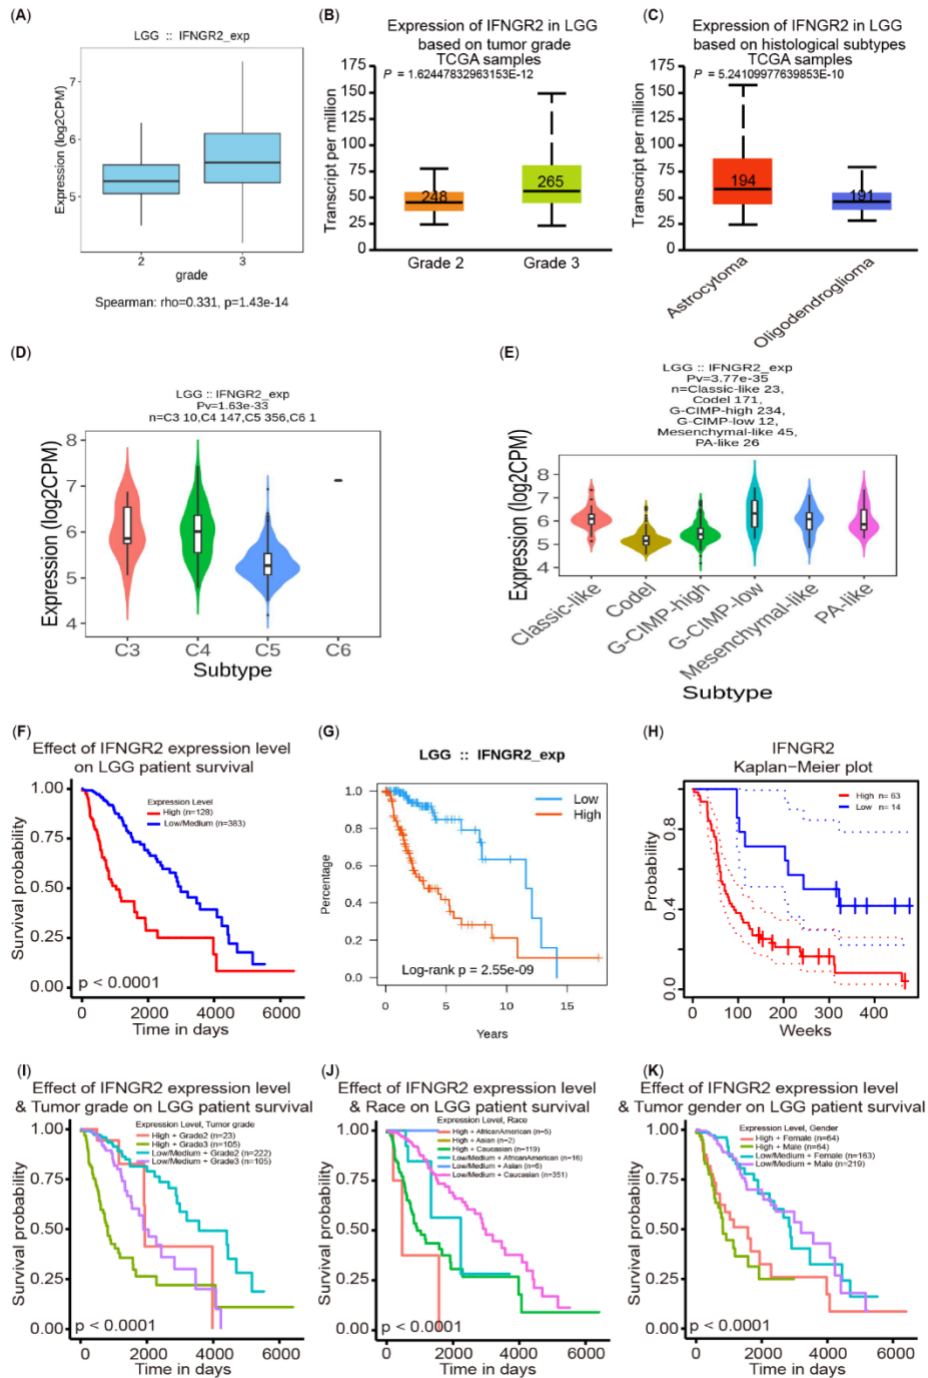 (A)
LGG :: IFNGR2_exp
Expression (log2CPM)
7
6
5
2
3
grade
Spearman: rho=0.331, p=1.43e-14
(B)
Expression of IFNGR2 in LGG
based on tumor grade
TCGA samples
P = 1.62447832963153E-12
Transcript per million
175
150
125
100
75
50
25
0
248
265
Grade 2
Grade 3
(C)
Expression of IFNGR2 in LGG
based on histological subtypes
TCGA samples
P = 5.24109977639853E-10
Transcript per million
175
150
125
100
75
50
25
0
194
191
Astrocytoma
Oligodendroglioma
(D)
LGG :: IFNGR2_exp
Pv=1.63e-33
n=C3 10,C4 147,C5 356,C6 1
Expression (log2CPM)
8
7
6
5
4
C3
C4
C5
C6
Subtype
(E)
LGG :: IFNGR2_exp
Pv=3.77e-35
n=Classic-like 23,
Codel 171,
G-CIMP-high 234,
G-CIMP-low 12,
Mesenchymal-like 45,
PA-like 26
Expression (log2CPM)
8
7
6
5
4
Classic-like
Codel
G-CIMP-high
G-CIMP-low
Mesenchymal-like
PA-like
Subtype
(F)
Effect of IFNGR2 expression level
on LGG patient survival
Expression Level
High (n=128)
Low/Medium (n=383)
Survival probability
1.00
0.75
0.50
0.25
0.00
p < 0.0001
0
2000
4000
6000
Time in days
(G)
LGG :: IFNGR2_exp
Low
High
Percentage
1.0
0.8
0.6
0.4
0.2
0.0
Log-rank p = 2.55e-09
0
5
10
15
Years
(H)
IFNGR2
Kaplan-Meier plot
High n= 63
Low n= 14
Probability
0.8
0.4
0.0
0
100
200
300
400
Weeks
(I)
Effect of IFNGR2 expression level
& Tumor grade on LGG patient survival
Expression Level, Tumor grade
High + Grade2 (n=23)
High + Grade3 (n=105)
Low/Medium + Grade2 (n=222)
Low/Medium + Grade3 (n=105)
Survival probability
1.00
0.75
0.50
0.25
0.00
p < 0.0001
0
2000
4000
6000
Time in days
(J)
Effect of IFNGR2 expression level
& Race on LGG patient survival
Expression Level, Race
High + AfricanAmerican (n=5)
High + Asian (n=2)
High + Caucasian (n=119)
Low/Medium + AfricanAmerican (n=16)
Low/Medium + Asian (n=6)
Low/Medium + Caucasian (n=351)
Survival probability
1.00
0.75
0.50
0.25
0.00
p < 0.0001
0
2000
4000
6000
Time in days
(K)
Effect of IFNGR2 expression level
& Tumor gender on LGG patient survival
Expression Level, Gender
High + Female (n=64)
High + Male (n=64)
Low/Medium + Female (n=163)
Low/Medium + Male (n=219)
Survival probability
1.00
0.75
0.50
0.25
0.00
p < 0.0001
0
2000
4000
6000
Time in days